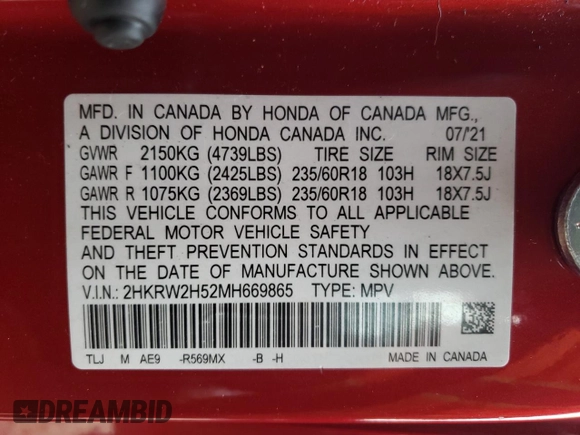 MFD. IN CANADA BY HONDA OF CANADA MFG.,
A DIVISION OF HONDA CANADA INC. 07/'21
GVWR 2150KG (4739LBS) TIRE SIZE RIM SIZE
GAWR F 1100KG (2425LBS) 235/60R18 103H 18X7.5J
GAWR R 1075KG (2369LBS) 235/60R18 103H 18X7.5J
THIS VEHICLE CONFORMS TO ALL APPLICABLE
FEDERAL MOTOR VEHICLE SAFETY
AND THEFT PREVENTION STANDARDS IN EFFECT
ON THE DATE OF MANUFACTURE SHOWN ABOVE.
V.I.N.: 2HKRW2H52MH669865 TYPE: MPV
TLJ M AE9 -R569MX -B -H MADE IN CANADA
DREAMBID